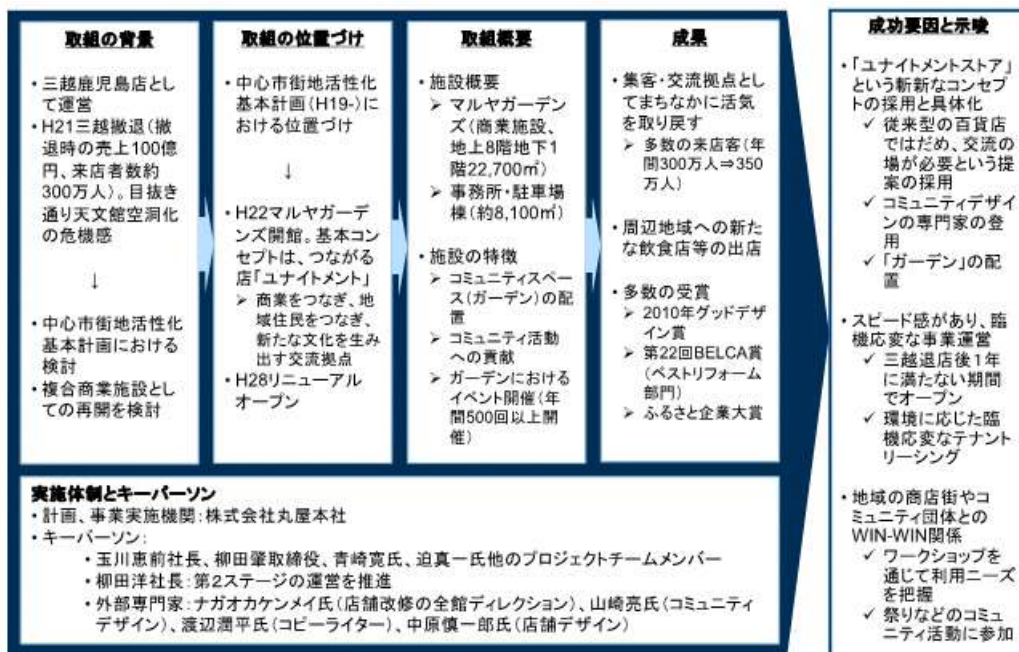 取組の背景
・三越鹿児島店として
運営
・H21三越撤退(撤
退時の売上100億
円、来店者数約
300万人)。目抜き
通り天文館空洞化
の危機感
↓
・中心市街地活性化
基本計画における
検討
・複合商業施設とし
ての再開を検討
取組の位置づけ
・中心市街地活性化
基本計画(H19-)に
おける位置づけ
↓
・H22マルヤガーデ
ンズ開館。基本コン
セプトは、つながる
店「ユナイトメント」
➢ 商業をつなぎ、地
域住民をつなぎ、
新たな文化を生み
出す交流拠点
・H28リニューアル
オープン
取組概要
・施設概要
➢ マルヤガーデン
ズ(商業施設、
地上8階地下1
階22,700㎡)
➢ 事務所・駐車場
棟(約8,100㎡)
・施設の特徴
➢ コミュニティスペー
ス(ガーデン)の配
置
➢ コミュニティ活動
への貢献
➢ ガーデンにおける
イベント開催(年
間500回以上開
催)
成果
・集客・交流拠点とし
てまちなかに活気
を取り戻す
➢ 多数の来店客(年
間300万人⇒350
万人)
・周辺地域への新た
な飲食店等の出店
・多数の受賞
➢ 2010年グッドデザ
イン賞
➢ 第22回BELCA賞
(ベストリフォーム
部門)
➢ ふるさと企業大賞
実施体制とキーパーソン
・計画、事業実施機関:株式会社丸屋本社
・キーパーソン:
・玉川恵前社長、柳田肇取締役、青崎寛氏、迫真一氏他のプロジェクトチームメンバー
・柳田洋社長:第2ステージの運営を推進
・外部専門家:ナガオカケンメイ氏(店舗改修の全館ディレクション)、山崎亮氏(コミュニティ
デザイン)、渡辺潤平氏(コピーライター)、中原慎一郎氏(店舗デザイン)
成功要因と示唆
・「ユナイトメントストア」
という斬新なコンセプ
トの採用と具体化
✓ 従来型の百貨店
ではだめ、交流の
場が必要という提
案の採用
✓ コミュニティデザイ
ンの専門家の登
用
✓ 「ガーデン」の配
置
・スピード感があり、臨
機応変な事業運営
✓ 三越退店後1年
に満たない期間
でオープン
✓ 環境に応じた臨
機応変なテナント
リーシング
・地域の商店街やコ
ミュニティ団体との
WIN-WIN関係
✓ ワークショップを
通じて利用ニーズ
を把握
✓ 祭りなどのコミュ
ニティ活動に参加